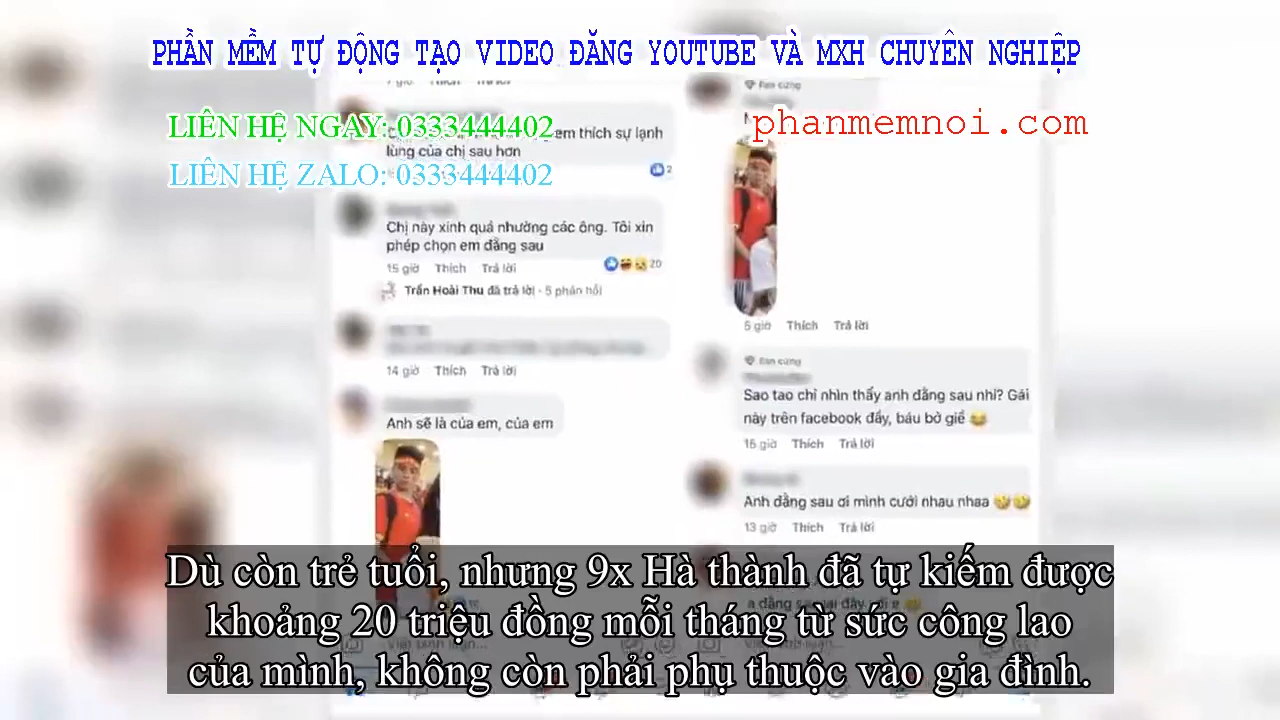 PHẦN MỀM TỰ ĐỘNG TẠO VIDEO ĐĂNG YOUTUBE VÀ MXH CHUYÊN NGHIỆP
LIÊN HỆ NGAY: 0333444402
phanmemnoi.com
LIÊN HỆ ZALO: 0333444402
em thích sự lạnh
lùng của chị sau hơn
2
Chị này xinh quá nhường các ông. Tôi xin
phép chọn em đằng sau
15 giờ Thích Trả lời
20
Trần Hoài Thu đã trả lời · 5 phản hồi
14 giờ Thích Trả lời
Anh sẽ là của em, của em
Fan cứng
5 giờ Thích Trả lời
Fan cứng
Sao tao chỉ nhìn thấy anh đằng sau nhỉ? Gái
này trên facebook đầy, báu bở giề
16 giờ Thích Trả lời
Anh đằng sau ơi mình cưới nhau nhaa
13 giờ Thích Trả lời
Dù còn trẻ tuổi, nhưng 9x Hà thành đã tự kiếm được
khoảng 20 triệu đồng mỗi tháng từ sức công lao
của mình, không còn phải phụ thuộc vào gia đình.